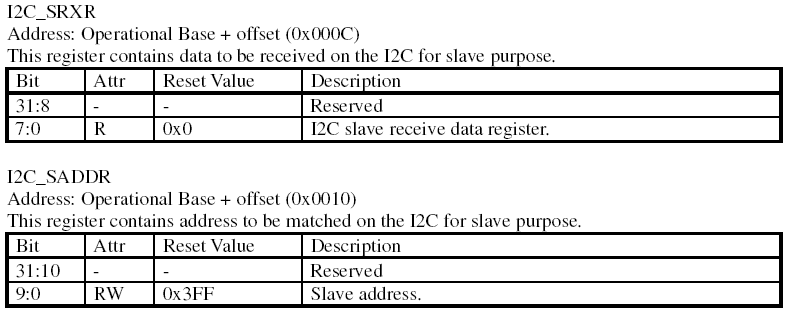 I2C_SRXR
Address: Operational Base + offset (0x000C)
This register contains data to be received on the I2C for slave purpose.
Bit Attr Reset Value Description
31:8 - - Reserved
7:0 R 0x0 I2C slave receive data register.
I2C_SADDR
Address: Operational Base + offset (0x0010)
This register contains address to be matched on the I2C for slave purpose.
Bit Attr Reset Value Description
31:10 - - Reserved
9:0 RW 0x3FF Slave address.